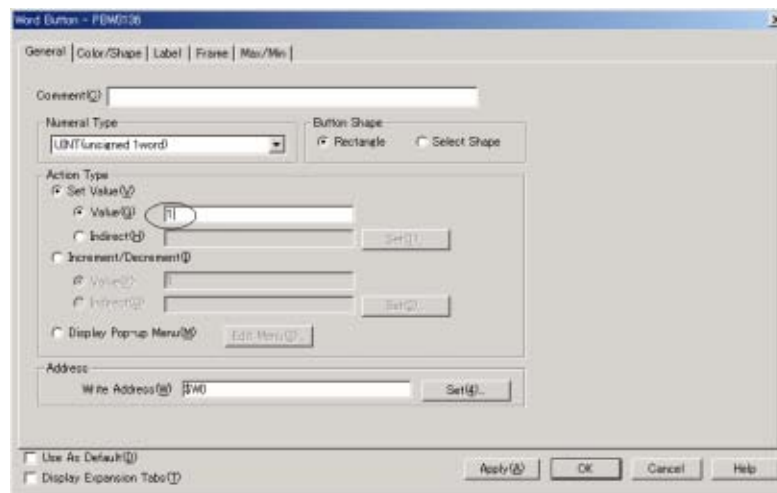 Word Button - PBW0136
General Color/Shape Label Frame Max/Min
Comment(C)
Numeral Type
Button Shape
UINT(unsigned 1word)
Rectangle Select Shape
Action Type
Set Value(V)
Value(G) 1
Indirect(H) Set(1)..
Increment/Decrement(I)
Value(P) 1
Indirect(Q) Set(2)..
Display Pop-up Menu(M) Edit Menu(3)..
Address
Write Address(W) $W0 Set(4)..
Use As Default(D)
Display Expansion Tabs(T)
Apply(A) OK Cancel Help